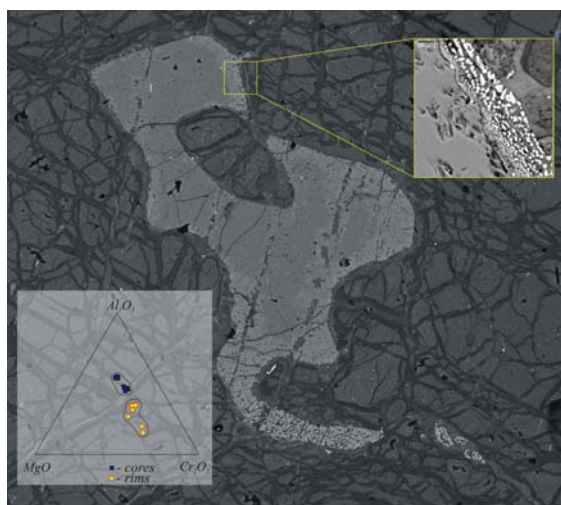 Al₂O₃
MgO
Cr₂O₃
- cores
- rims